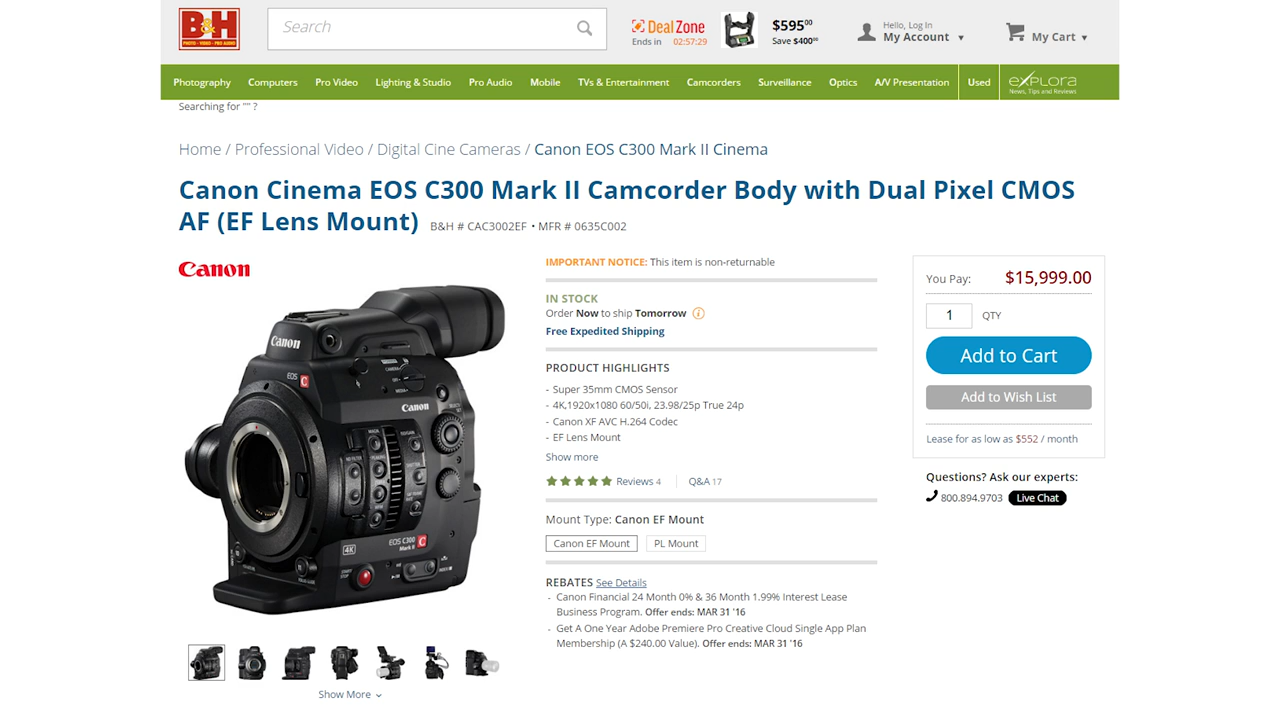 B&H
PHOTO · VIDEO · PRO AUDIO
Search
DealZone
Ends in 02:57:29
$595.00
Save $400
Hello, Log In
My Account
My Cart
Photography Computers Pro Video Lighting & Studio Pro Audio Mobile TVs & Entertainment Camcorders Surveillance Optics A/V Presentation Used eXPLORA
News, Tips and Reviews
Searching for "" ?
Home / Professional Video / Digital Cine Cameras / Canon EOS C300 Mark II Cinema
Canon Cinema EOS C300 Mark II Camcorder Body with Dual Pixel CMOS
AF (EF Lens Mount) B&H # CAC3002EF • MFR # 0635C002
Canon
Canon
EOS C
Canon
4K
EOS C300 C
Mark II
IMPORTANT NOTICE: This item is non-returnable
IN STOCK
Order Now to ship Tomorrow
Free Expedited Shipping
PRODUCT HIGHLIGHTS
- Super 35mm CMOS Sensor
- 4K,1920x1080 60/50i, 23.98/25p True 24p
- Canon XF AVC H.264 Codec
- EF Lens Mount
Show more
Reviews 4 Q&A 17
Mount Type: Canon EF Mount
Canon EF Mount PL Mount
REBATES See Details
- Canon Financial 24 Month 0% & 36 Month 1.99% Interest Lease
Business Program. Offer ends: MAR 31 '16
- Get A One Year Adobe Premiere Pro Creative Cloud Single App Plan
Membership (A $240.00 Value). Offer ends: MAR 31 '16
You Pay: $15,999.00
1 QTY
Add to Cart
Add to Wish List
Lease for as low as $552 / month
Questions? Ask our experts:
800.894.9703 Live Chat
Show More